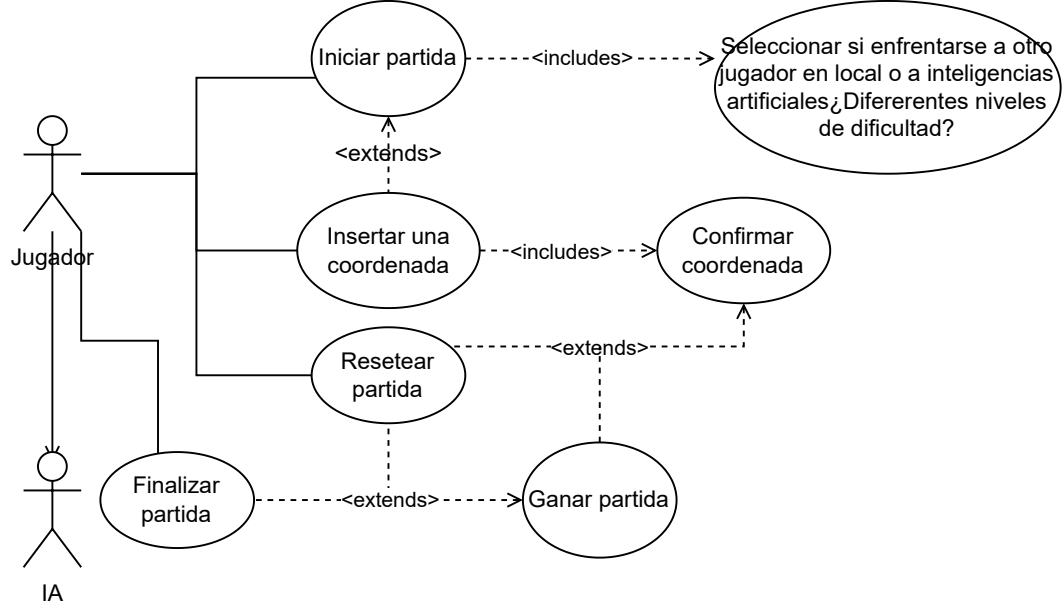 Iniciar partida
<includes>
Seleccionar si enfrentarse a otro
jugador en local o a inteligencias
artificiales¿Difererentes niveles
de dificultad?
<extends>
Jugador
Insertar una
coordenada
<includes>
Confirmar
coordenada
Resetear
partida
<extends>
Finalizar
partida
<extends>
Ganar partida
IA